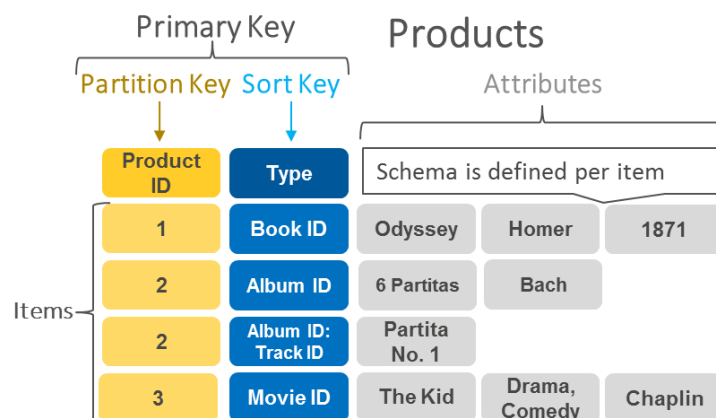 Primary Key
Products
Partition Key
Sort Key
Attributes
Product
ID
Type
Schema is defined per item
1
Book ID
Odyssey
Homer
1871
2
Album ID
6 Partitas
Bach
Items
2
Album ID:
Track ID
Partita
No. 1
3
Movie ID
The Kid
Drama,
Comedy
Chaplin